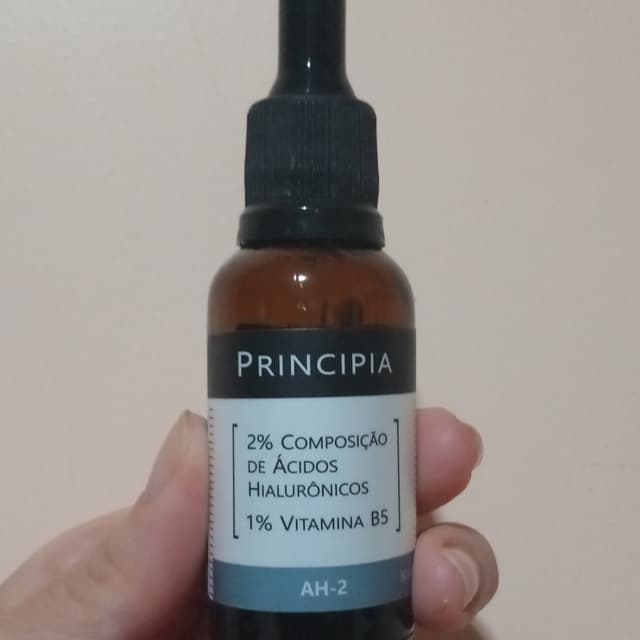 PRINCIPIA
2% COMPOSIÇÃO
DE ÁCIDOS
HIALURÔNICOS
1% VITAMINA B5
AH-2